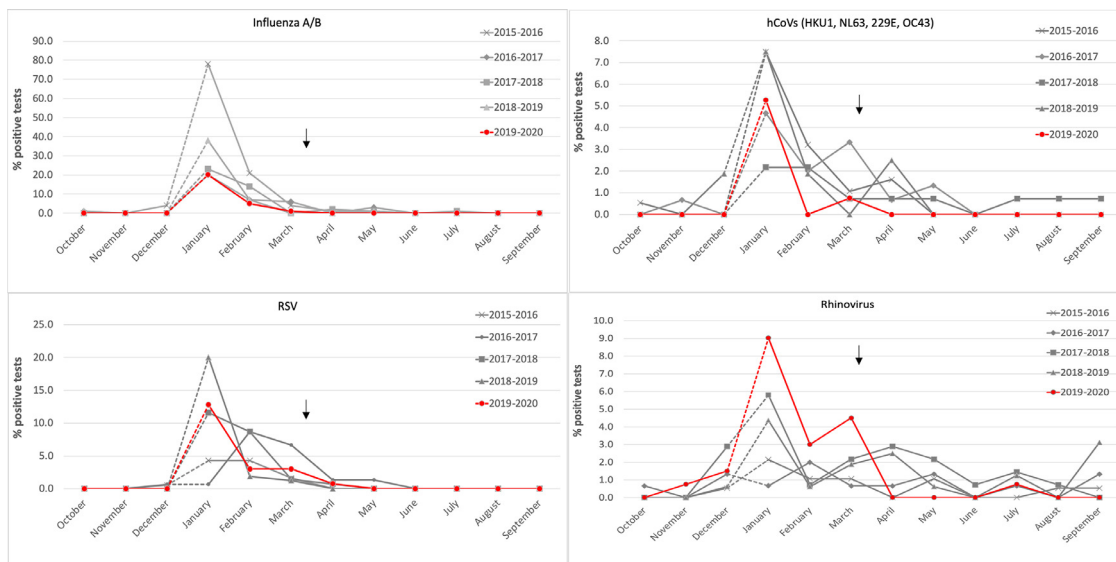 Influenza A/B
% positive tests
90.0
80.0
70.0
60.0
50.0
40.0
30.0
20.0
10.0
0.0
October
November
December
January
February
March
April
May
June
July
August
September
2015-2016
2016-2017
2017-2018
2018-2019
2019-2020
hCoVs (HKU1, NL63, 229E, OC43)
% positive tests
8.0
7.0
6.0
5.0
4.0
3.0
2.0
1.0
0.0
October
November
December
January
February
March
April
May
June
July
August
September
2015-2016
2016-2017
2017-2018
2018-2019
2019-2020
RSV
% positive tests
25.0
20.0
15.0
10.0
5.0
0.0
October
November
December
January
February
March
April
May
June
July
August
September
2015-2016
2016-2017
2017-2018
2018-2019
2019-2020
Rhinovirus
% positive tests
10.0
9.0
8.0
7.0
6.0
5.0
4.0
3.0
2.0
1.0
0.0
October
November
December
January
February
March
April
May
June
July
August
September
2015-2016
2016-2017
2017-2018
2018-2019
2019-2020